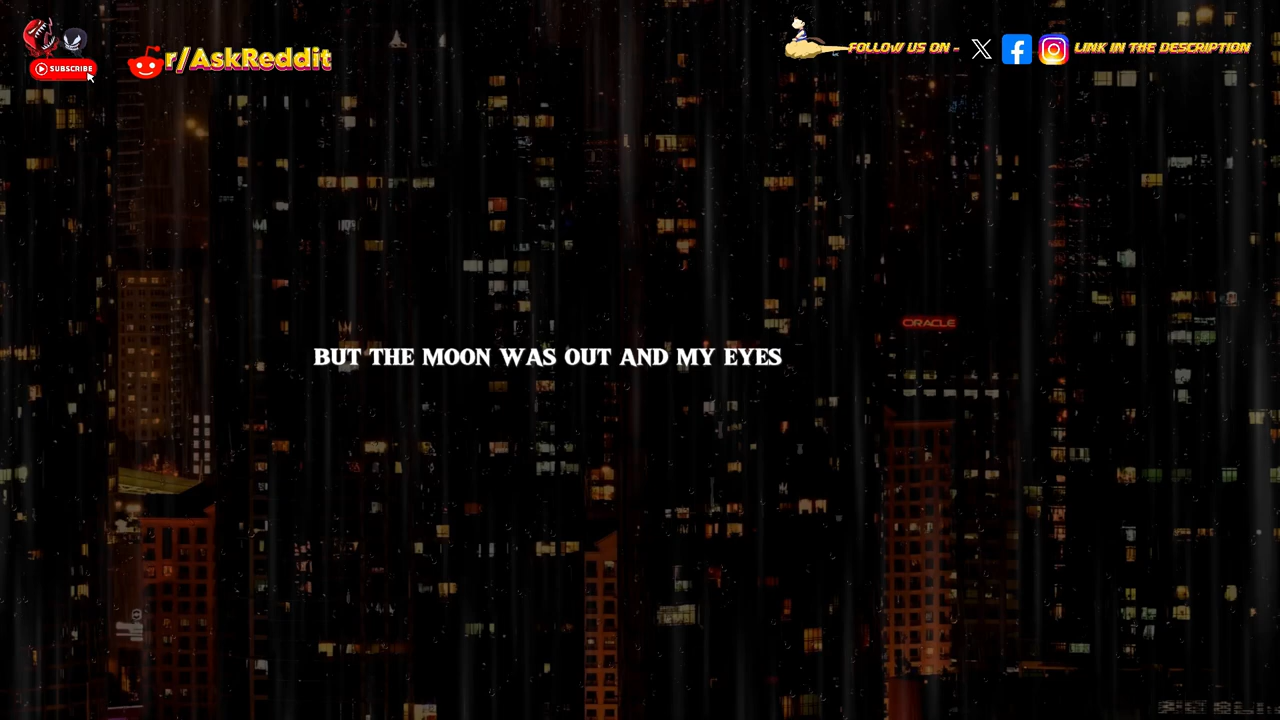 SUBSCRIBE
r/AskReddit
FOLLOW US ON -
LINK IN THE DESCRIPTION
ORACLE
BUT THE MOON WAS OUT AND MY EYES